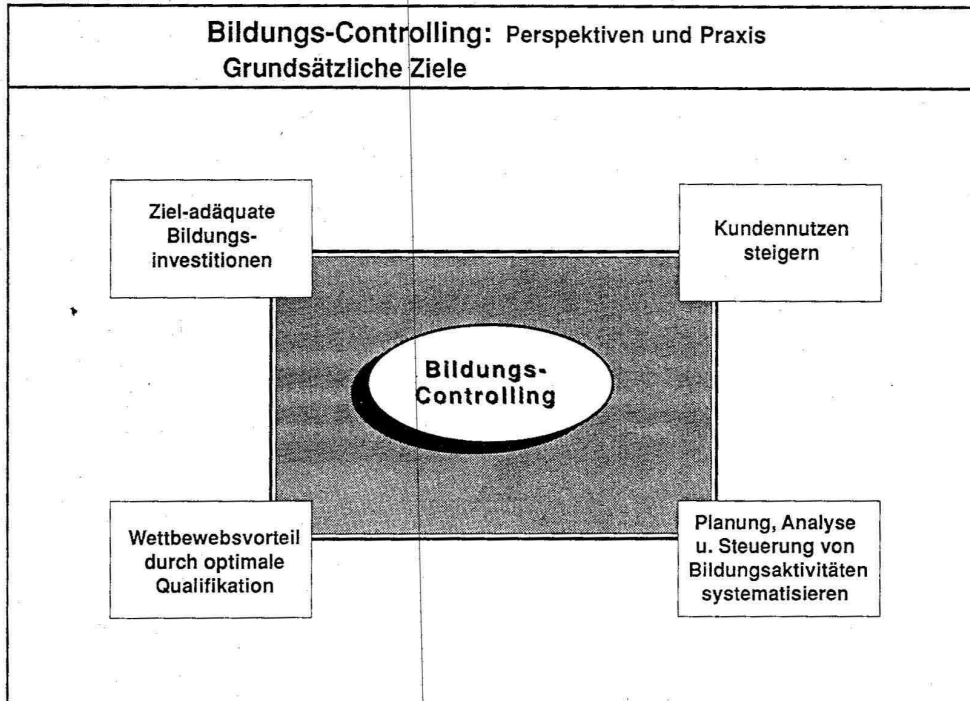 Bildungs-Controlling: Perspektiven und Praxis
Grundsätzliche Ziele
Ziel-adäquate
Bildungs-
investitionen
Kundennutzen
steigern
Bildungs-
Controlling
Wettbewebsvorteil
durch optimale
Qualifikation
Planung, Analyse
u. Steuerung von
Bildungsaktivitäten
systematisieren